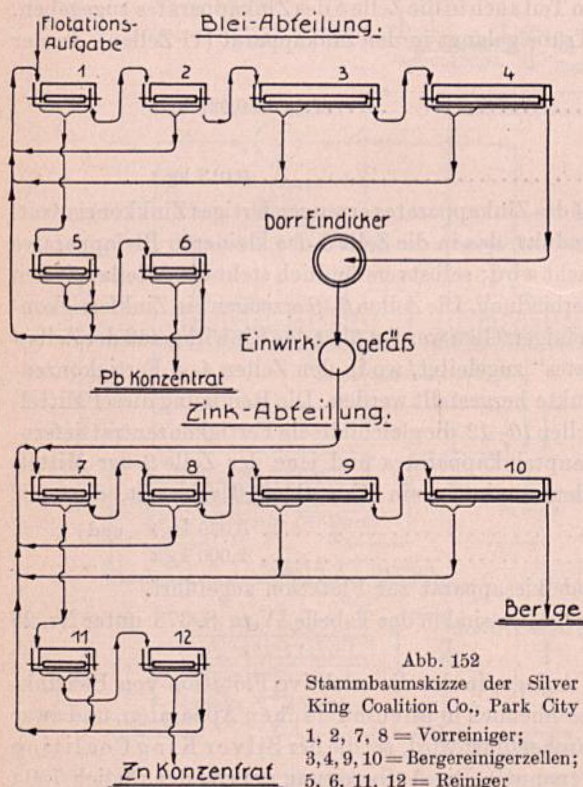 Flotations-
Aufgabe
Blei-Abteilung.
1 2 3 4
Dorr Eindicker
5 6
Einwirk gefäß
Pb Konzentrat
Zink-Abteilung.
7 8 9 10
Bertge
11 12
Abb. 152
Stammbaumskizze der Silver
King Coalition Co., Park City
1, 2, 7, 8 = Vorreiniger;
3,4, 9, 10 = Bergereinigerzellen;
5, 6, 11, 12 = Reiniger
Zn Konzentrat